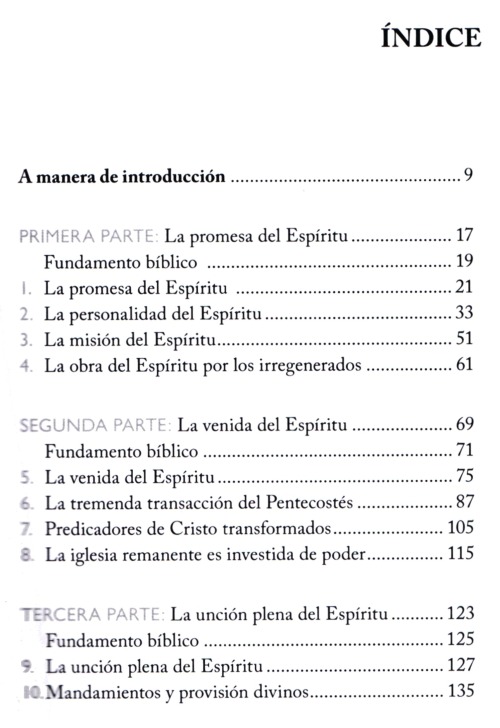 ÍNDICE
A manera de introducción ........................................ 9
PRIMERA PARTE: La promesa del Espíritu ................... 17
Fundamento bíblico ............................................... 19
1. La promesa del Espíritu ........................................ 21
2. La personalidad del Espíritu ................................... 33
3. La misión del Espíritu ........................................... 51
4. La obra del Espíritu por los irregenerados ............... 61
SEGUNDA PARTE: La venida del Espíritu ................... 69
Fundamento bíblico ............................................... 71
5. La venida del Espíritu ........................................... 75
6. La tremenda transacción del Pentecostés ................ 87
7. Predicadores de Cristo transformados ..................... 105
8. La iglesia remanente es investida de poder .............. 115
TERCERA PARTE: La unción plena del Espíritu .......... 123
Fundamento bíblico ............................................... 125
9. La unción plena del Espíritu ................................... 127
10. Mandamientos y provisión divinos ......................... 135